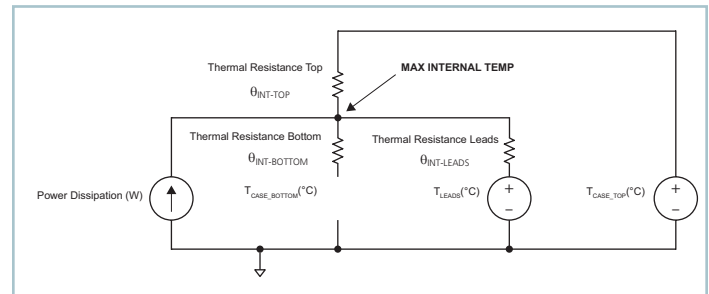 Thermal Resistance Top
MAX INTERNAL TEMP
θINT-TOP
Thermal Resistance Bottom
Thermal Resistance Leads
θINT-BOTTOM
θINT-LEADS
Power Dissipation (W)
TCASE_BOTTOM(°C)
TLEADS(°C)
TCASE_TOP(°C)
+
–
+
–